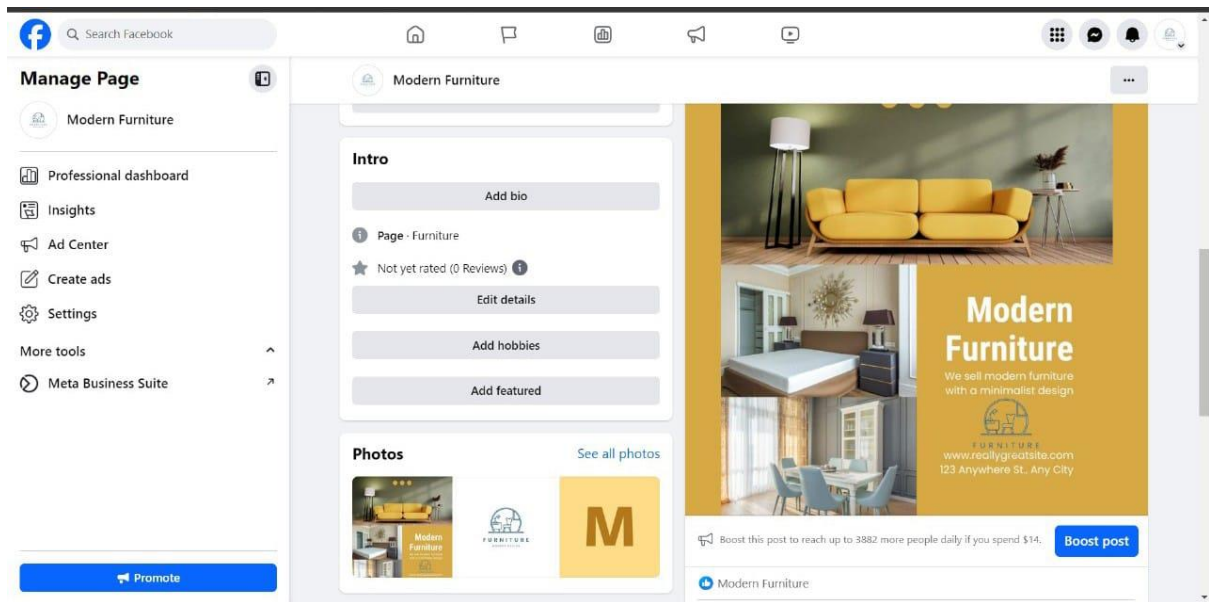 Search Facebook
Manage Page
Modern Furniture
Professional dashboard
Insights
Ad Center
Create ads
Settings
More tools
Meta Business Suite
Promote
Modern Furniture
Intro
Add bio
Page · Furniture
Not yet rated (0 Reviews)
Edit details
Add hobbies
Add featured
Photos
See all photos
Modern
Furniture
FURNITURE
M
Modern
Furniture
We sell modern furniture
with a minimalist design
FURNITURE
www.reallygreatsite.com
123 Anywhere St., Any City
Boost this post to reach up to 3882 more people daily if you spend $14.
Boost post
Modern Furniture